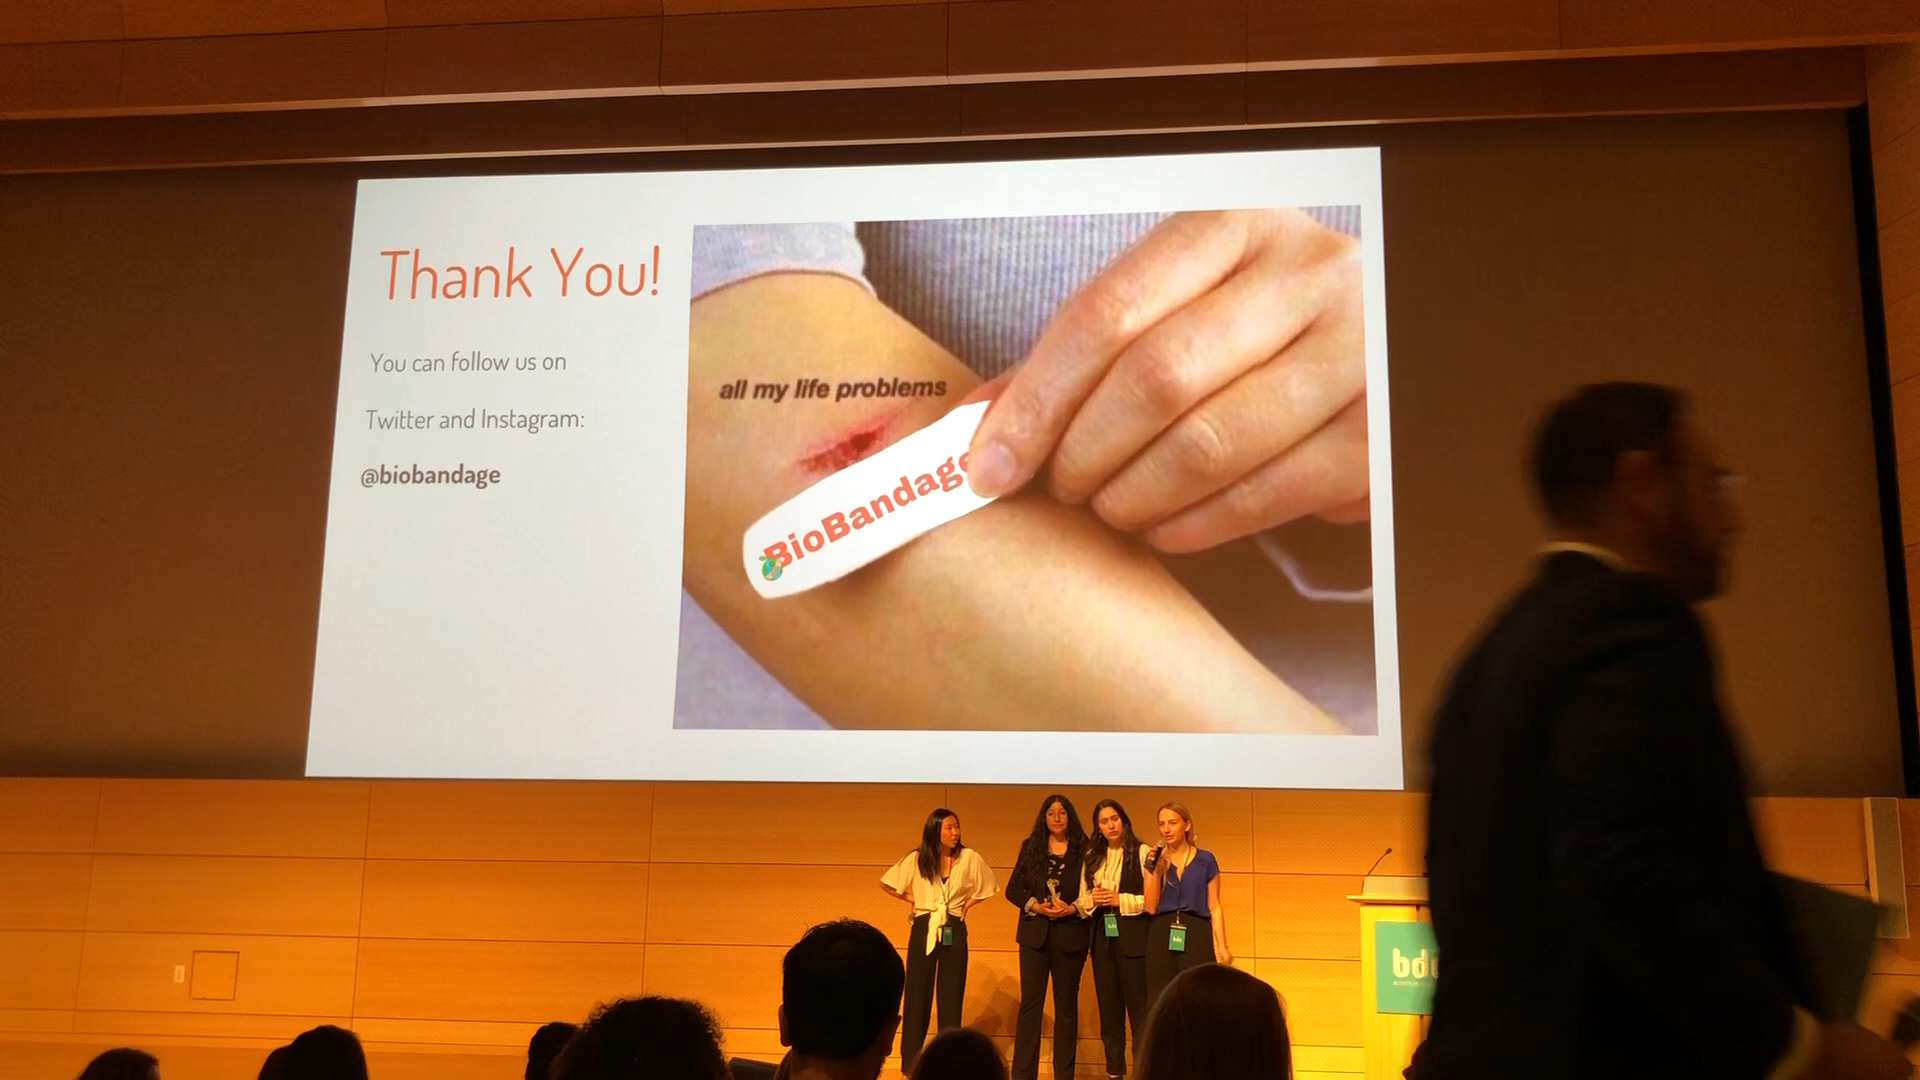 Thank You!
You can follow us on
Twitter and Instagram:
@biobandage
all my life problems
BioBandage